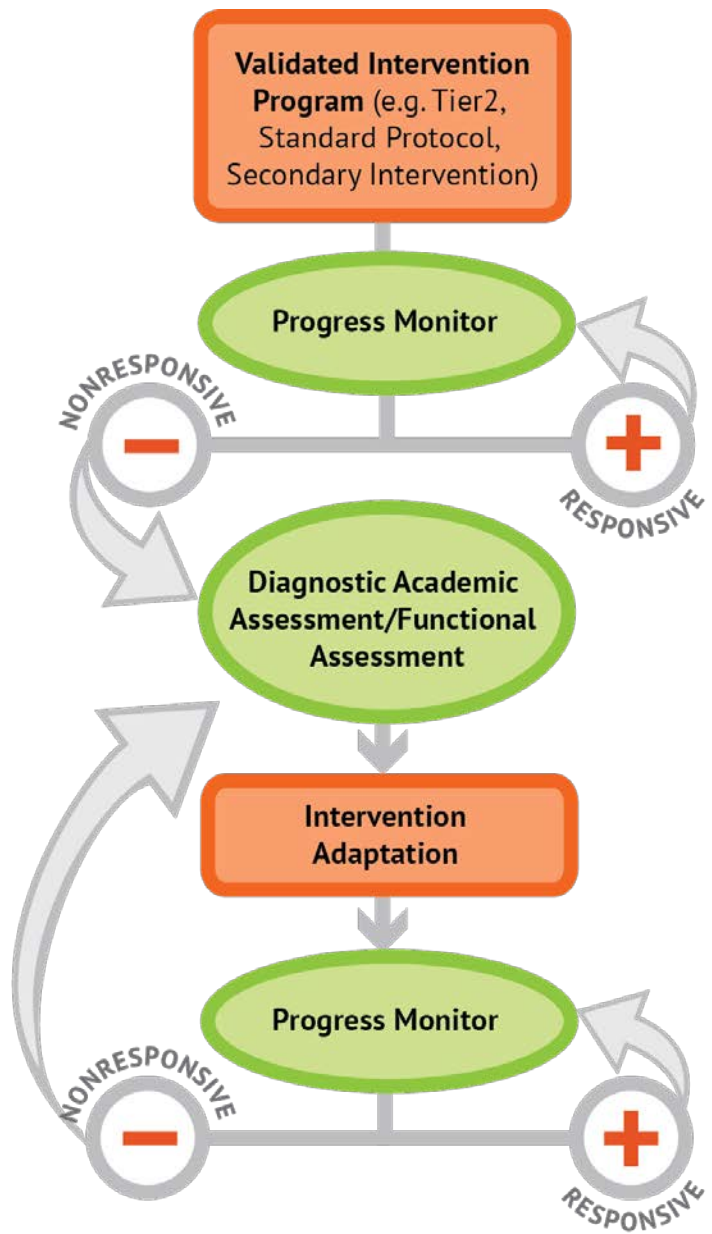 Validated Intervention
Program (e.g. Tier2,
Standard Protocol,
Secondary Intervention)
Progress Monitor
NONRESPONSIVE
RESPONSIVE
Diagnostic Academic
Assessment/Functional
Assessment
Intervention
Adaptation
Progress Monitor
NONRESPONSIVE
RESPONSIVE